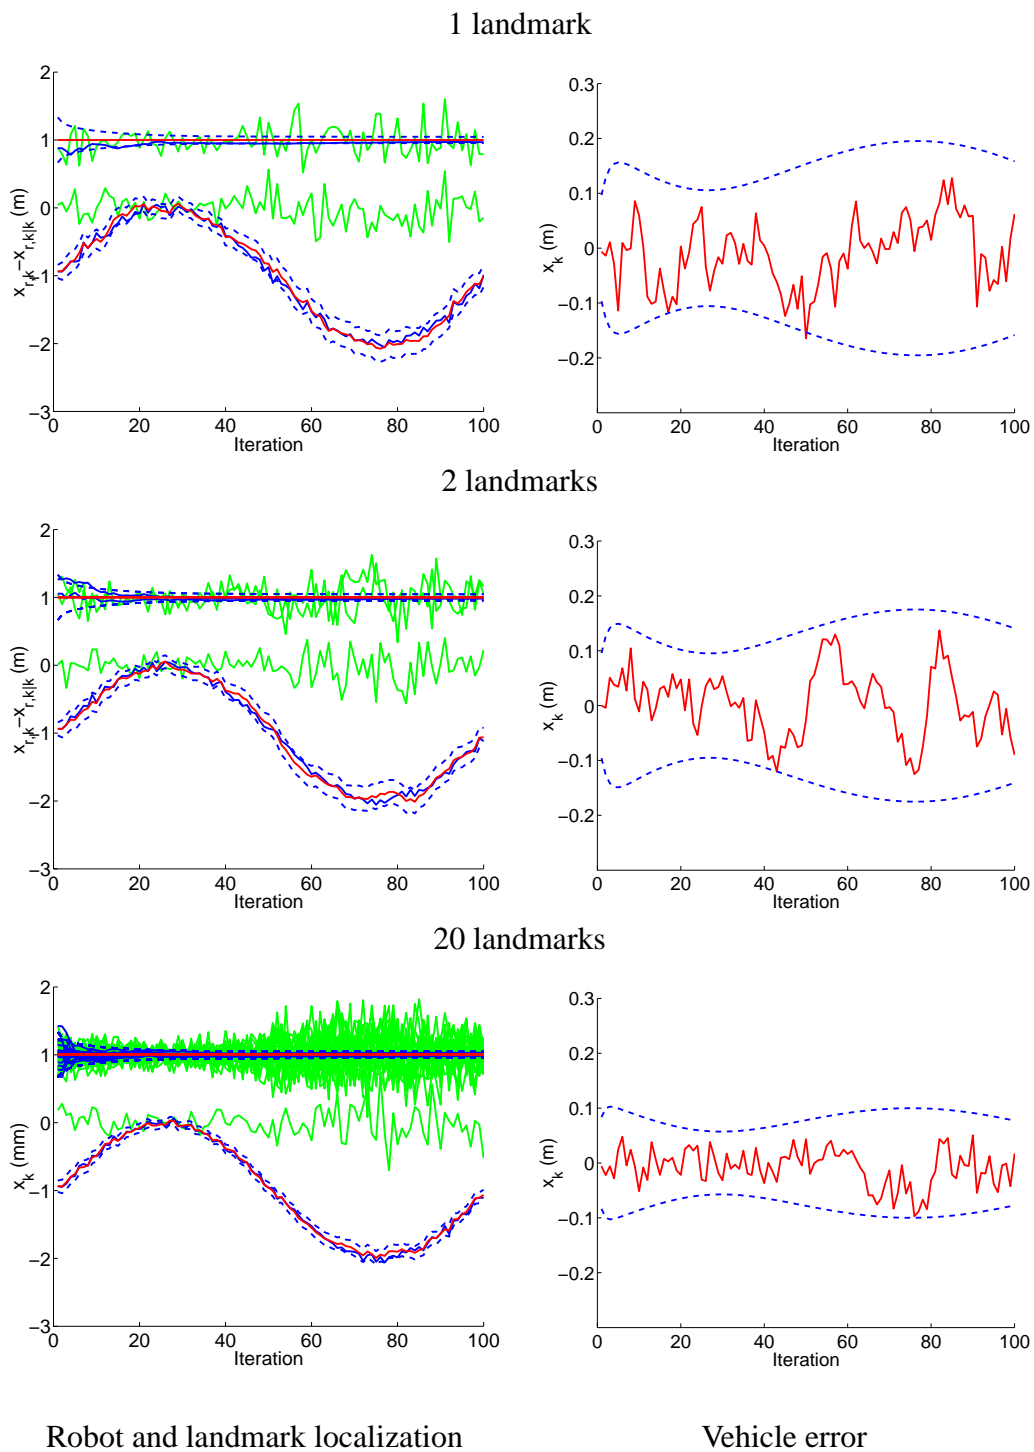 1 landmark
2
1
0
−1
−2
−3
0 20 40 60 80 100
Iteration
x_{r,k}−x_{r,k|k} (m)
0.3
0.2
0.1
0
−0.1
−0.2
0 20 40 60 80 100
Iteration
x_k (m)
2 landmarks
2
1
0
−1
−2
−3
0 20 40 60 80 100
Iteration
x_{r,k}−x_{r,k|k} (m)
0.3
0.2
0.1
0
−0.1
−0.2
0 20 40 60 80 100
Iteration
x_k (m)
20 landmarks
2
1
0
−1
−2
−3
0 20 40 60 80 100
Iteration
x_k (mm)
0.3
0.2
0.1
0
−0.1
−0.2
0 20 40 60 80 100
Iteration
x_k (m)
Robot and landmark localization
Vehicle error